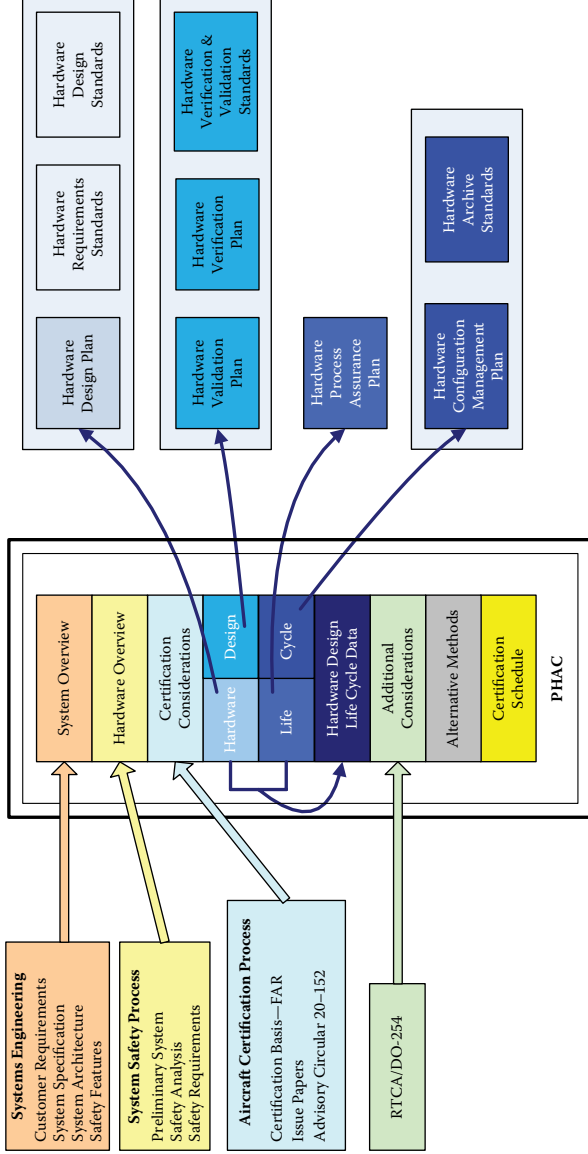 Systems Engineering
Customer Requirements
System Specification
System Architecture
Safety Features
System Safety Process
Preliminary System
Safety Analysis
Safety Requirements
Aircraft Certification Process
Certification Basis—FAR
Issue Papers
Advisory Circular 20–152
RTCA/DO-254
System Overview
Hardware Overview
Certification
Considerations
Hardware
Design
Life
Cycle
Hardware Design
Life Cycle Data
Additional
Considerations
Alternative Methods
Certification
Schedule
PHAC
Hardware
Design Plan
Hardware
Requirements
Standards
Hardware
Design
Standards
Hardware
Validation
Plan
Hardware
Verification
Plan
Hardware
Verification &
Validation
Standards
Hardware
Process
Assurance
Plan
Hardware
Configuration
Management
Plan
Hardware
Archive
Standards